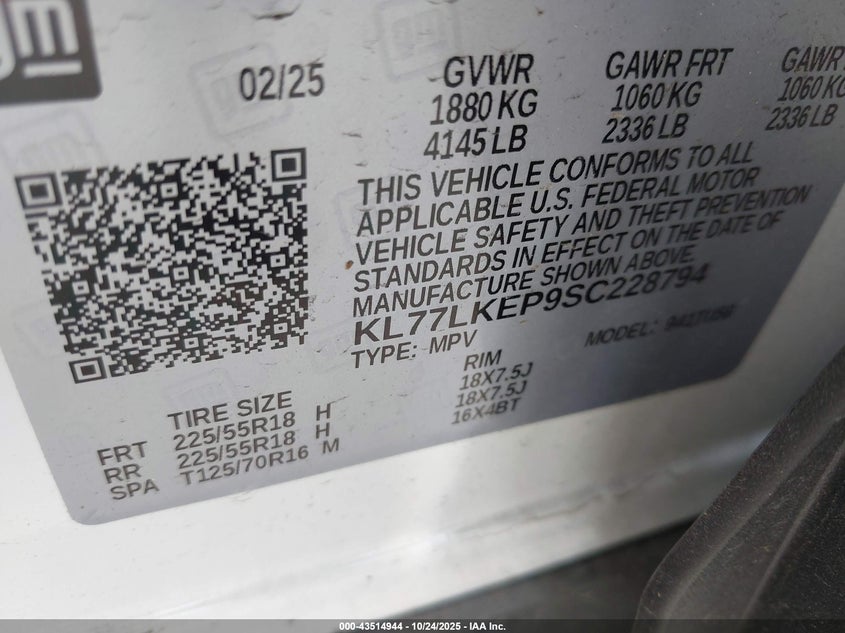 gm
02/25
GVWR
1880 KG
4145 LB
GAWR FRT
1060 KG
2336 LB
GAWR
1060 KG
2336 LB
THIS VEHICLE CONFORMS TO ALL
APPLICABLE U.S. FEDERAL MOTOR
VEHICLE SAFETY AND THEFT PREVENTION
STANDARDS IN EFFECT ON THE DATE OF
MANUFACTURE SHOWN ABOVE.
KL77LKEP9SC228794
TYPE: MPV
MODEL:
TIRE SIZE
RIM
FRT 225/55R18 H 18X7.5J
RR 225/55R18 H 18X7.5J
SPA T125/70R16 M 16X4BT
000-43514944 - 10/24/2025 - IAA Inc.